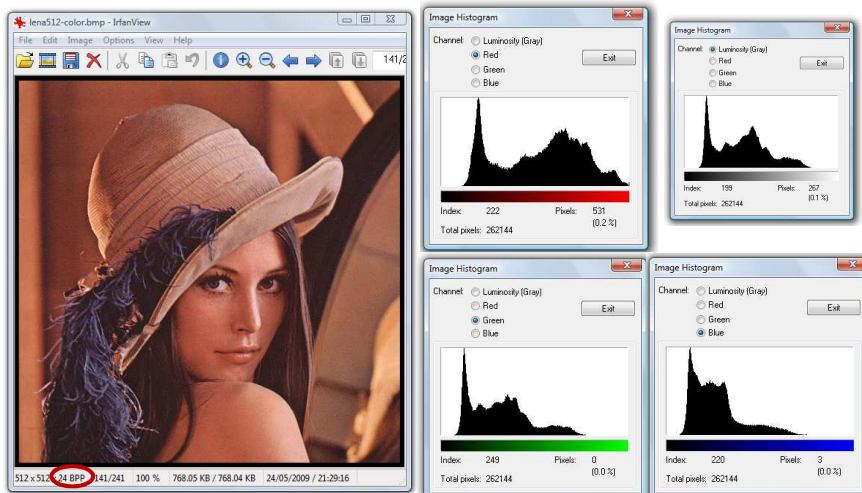 lena512-color.bmp - IrfanView
File Edit Image Options View Help
141/2
512 x 512 x 24 BPP 141/241 100 % 768.05 KB / 768.04 KB 24/05/2009 / 21:29:16
Image Histogram
Channel: Luminosity (Gray)
Red
Green
Blue
Exit
Index: 222 Pixels: 531
(0.2 %)
Total pixels: 262144
Image Histogram
Channel: Luminosity (Gray)
Red
Green
Blue
Exit
Index: 199 Pixels: 267
(0.1 %)
Total pixels: 262144
Image Histogram
Channel: Luminosity (Gray)
Red
Green
Blue
Exit
Index: 249 Pixels: 0
(0.0 %)
Total pixels: 262144
Image Histogram
Channel: Luminosity (Gray)
Red
Green
Blue
Exit
Index: 220 Pixels: 3
(0.0 %)
Total pixels: 262144